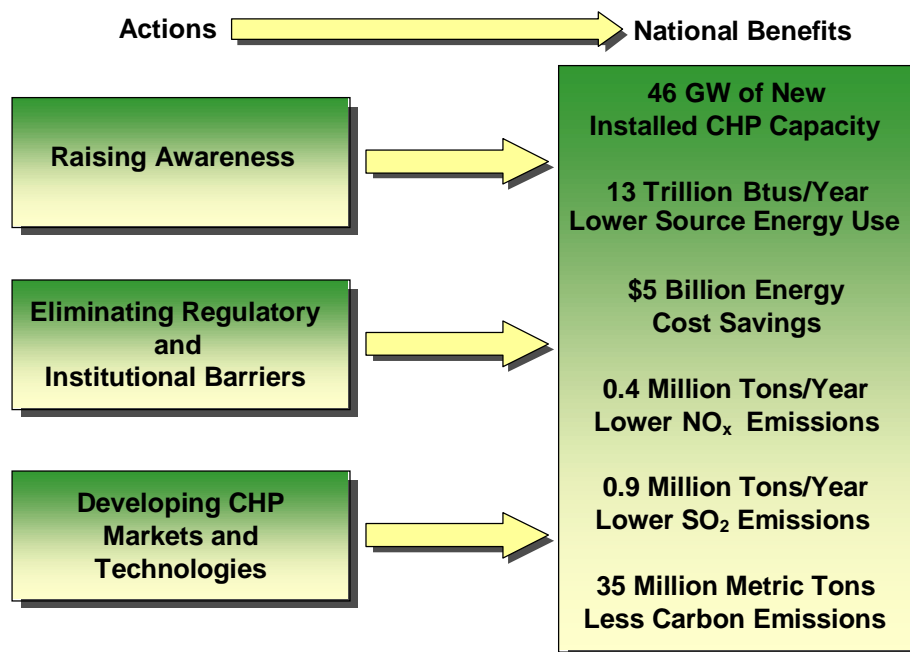 Actions
National Benefits
Raising Awareness
Eliminating Regulatory
and
Institutional Barriers
Developing CHP
Markets and
Technologies
46 GW of New
Installed CHP Capacity
13 Trillion Btus/Year
Lower Source Energy Use
$5 Billion Energy
Cost Savings
0.4 Million Tons/Year
Lower NOₓ Emissions
0.9 Million Tons/Year
Lower SO₂ Emissions
35 Million Metric Tons
Less Carbon Emissions